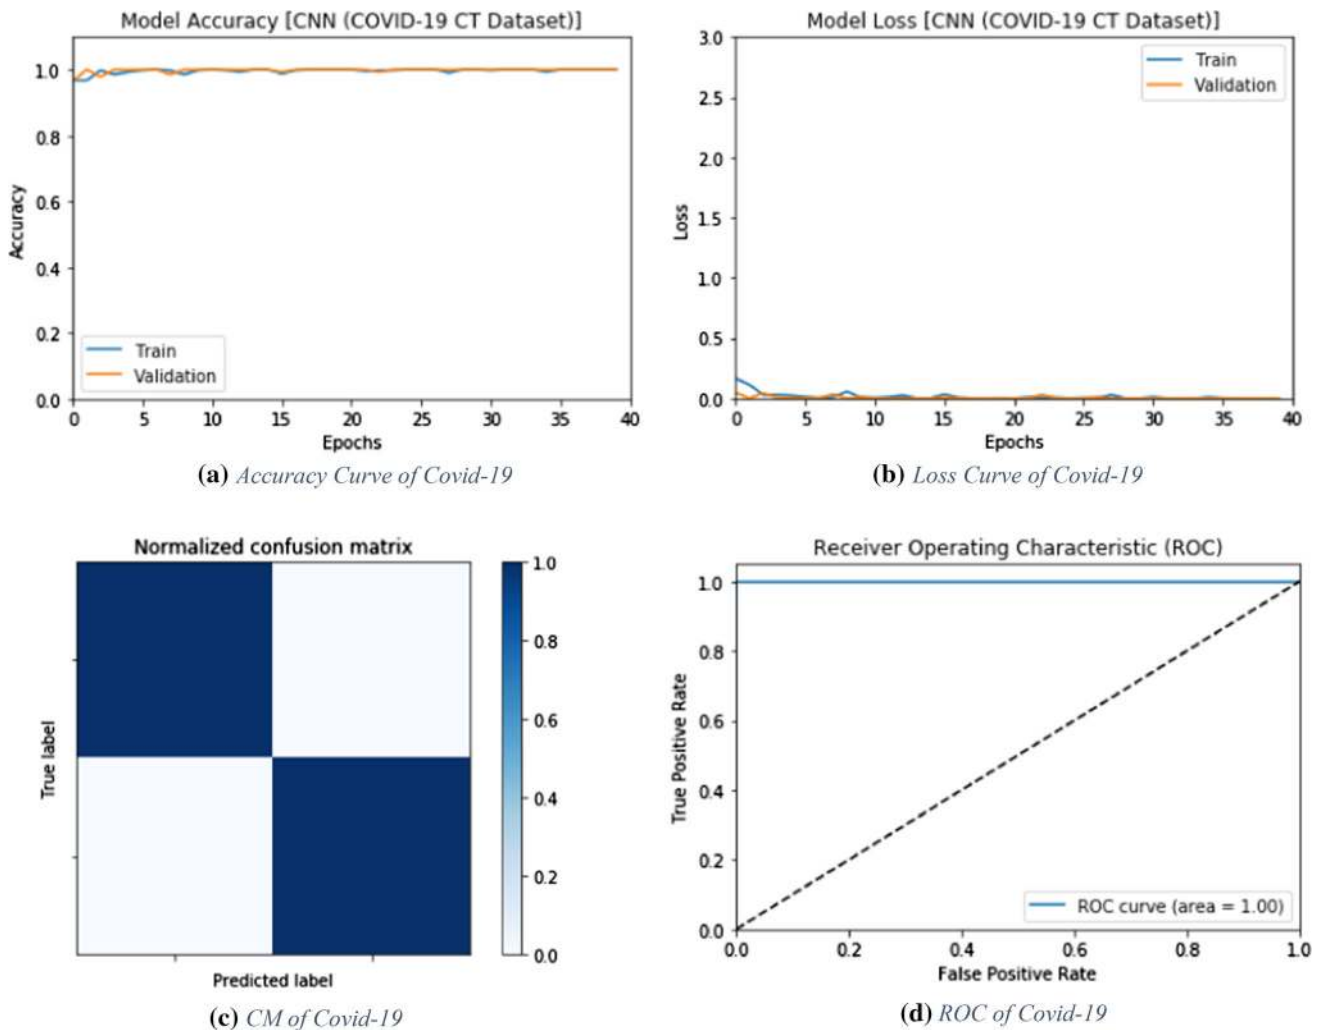 Model Accuracy [CNN (COVID-19 CT Dataset)]
1.0
0.8
0.6
0.4
0.2
0.0
Accuracy
Train
Validation
0 5 10 15 20 25 30 35 40
Epochs
(a) Accuracy Curve of Covid-19
Model Loss [CNN (COVID-19 CT Dataset)]
3.0
2.5
2.0
1.5
1.0
0.5
0.0
Loss
Train
Validation
0 5 10 15 20 25 30 35 40
Epochs
(b) Loss Curve of Covid-19
Normalized confusion matrix
True label
Predicted label
1.0
0.8
0.6
0.4
0.2
0.0
(c) CM of Covid-19
Receiver Operating Characteristic (ROC)
1.0
0.8
0.6
0.4
0.2
0.0
True Positive Rate
ROC curve (area = 1.00)
0.0 0.2 0.4 0.6 0.8 1.0
False Positive Rate
(d) ROC of Covid-19